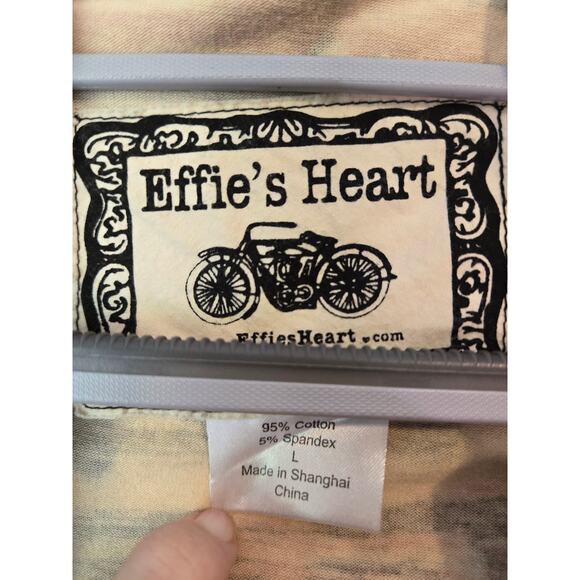 Effie's Heart
EffiesHeart♥com
95% Cotton
5% Spandex
L
Made in Shanghai
China